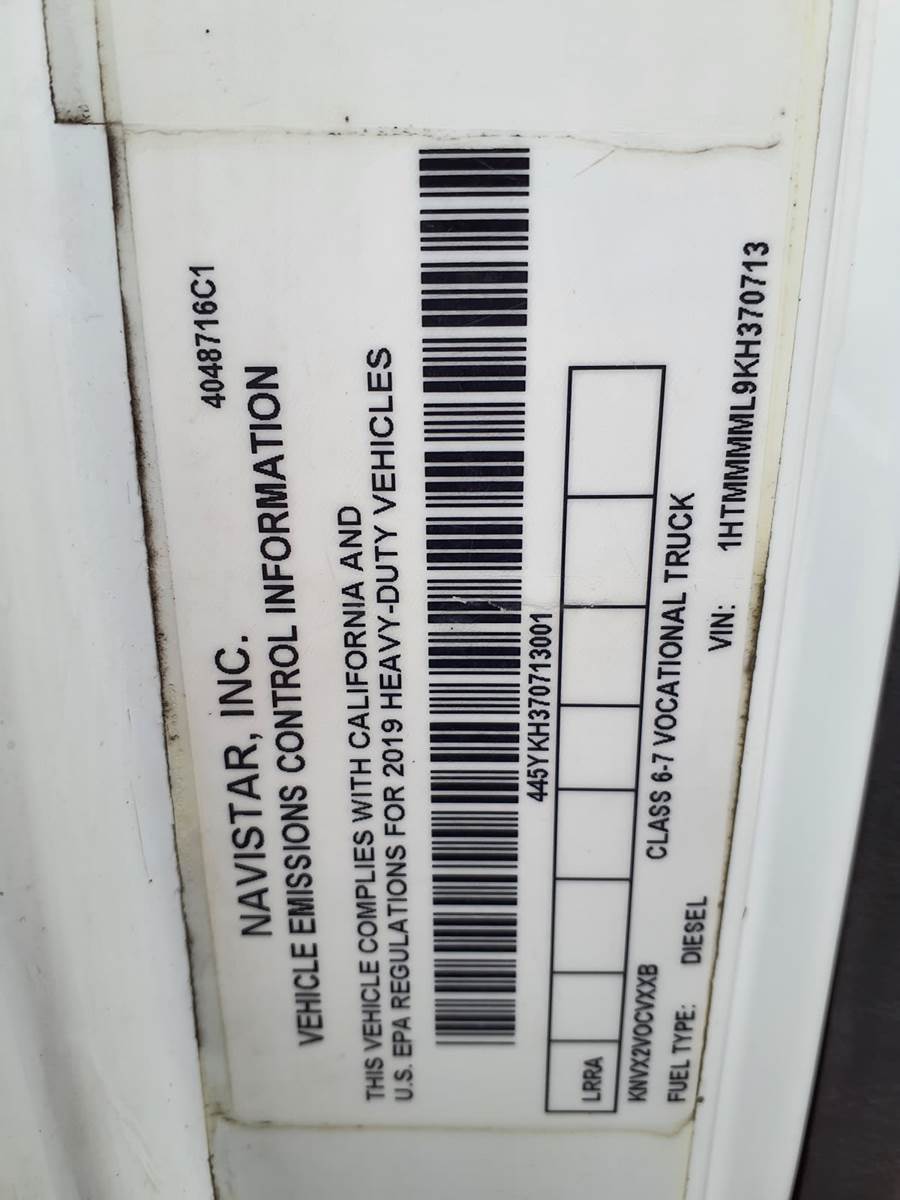 4048716C1
NAVISTAR, INC.
VEHICLE EMISSIONS CONTROL INFORMATION
THIS VEHICLE COMPLIES WITH CALIFORNIA AND
U.S. EPA REGULATIONS FOR 2019 HEAVY-DUTY VEHICLES
445YKH370713001
LRRA
KNVX2VOCVXXB CLASS 6-7 VOCATIONAL TRUCK
FUEL TYPE: DIESEL VIN: 1HTMMMML9KH370713